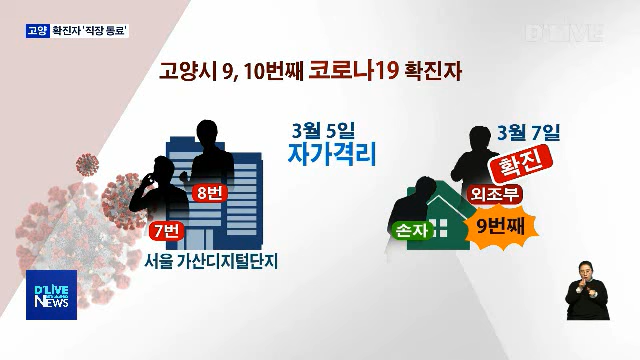 고양 확진자 '직장 동료'
D'LIVE
고양시 9, 10번째 코로나19 확진자
3월 5일
자가격리
3월 7일
확진
8번
7번
외조부
손자
9번째
서울 가산디지털단지
D'LIVE
NEWS